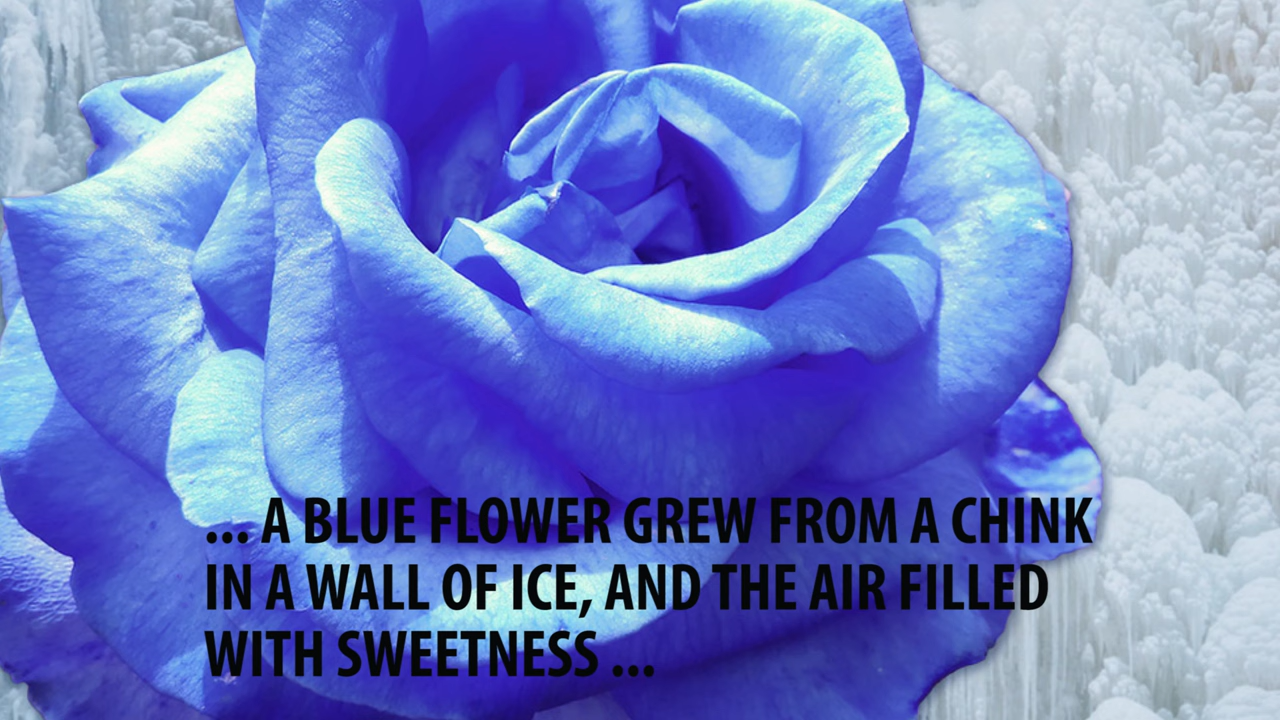 ... A BLUE FLOWER GREW FROM A CHINK
IN A WALL OF ICE, AND THE AIR FILLED
WITH SWEETNESS ...